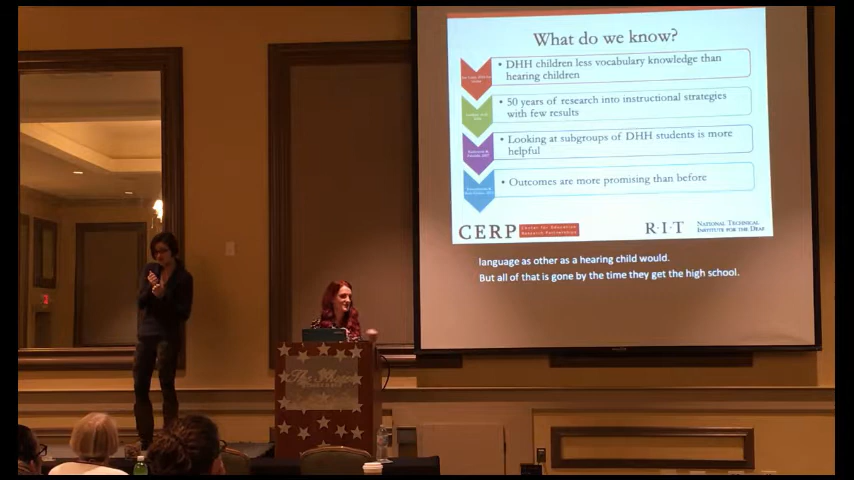 What do we know?
• DHH children less vocabulary knowledge than
hearing children
• 50 years of research into instructional strategies
with few results
• Looking at subgroups of DHH students is more
helpful
• Outcomes are more promising than before
CERP Center for Education
Research Partnerships
R·I·T NATIONAL TECHNICAL
INSTITUTE FOR THE DEAF
language as other as a hearing child would.
But all of that is gone by the time they get the high school.